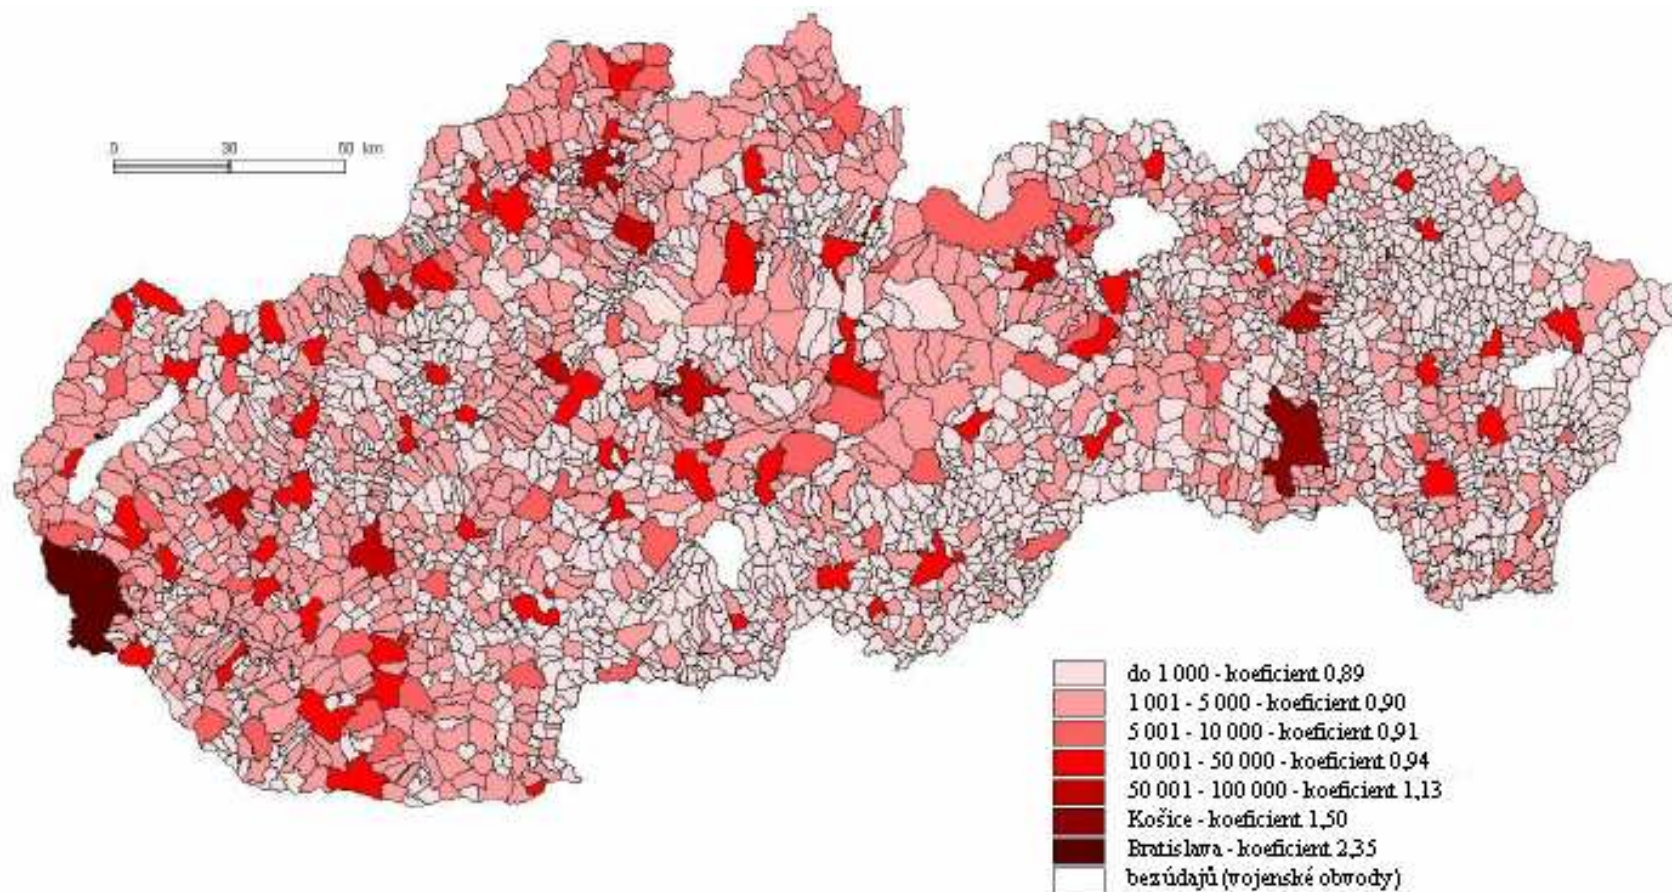 0 30 60 km
do 1 000 - koeficient 0,89
1 001 - 5 000 - koeficient 0,90
5 001 - 10 000 - koeficient 0,91
10 001 - 50 000 - koeficient 0,94
50 001 - 100 000 - koeficient 1,13
Košice - koeficient 1,50
Bratislava - koeficient 2,35
bez údajů (vojenské obvody)